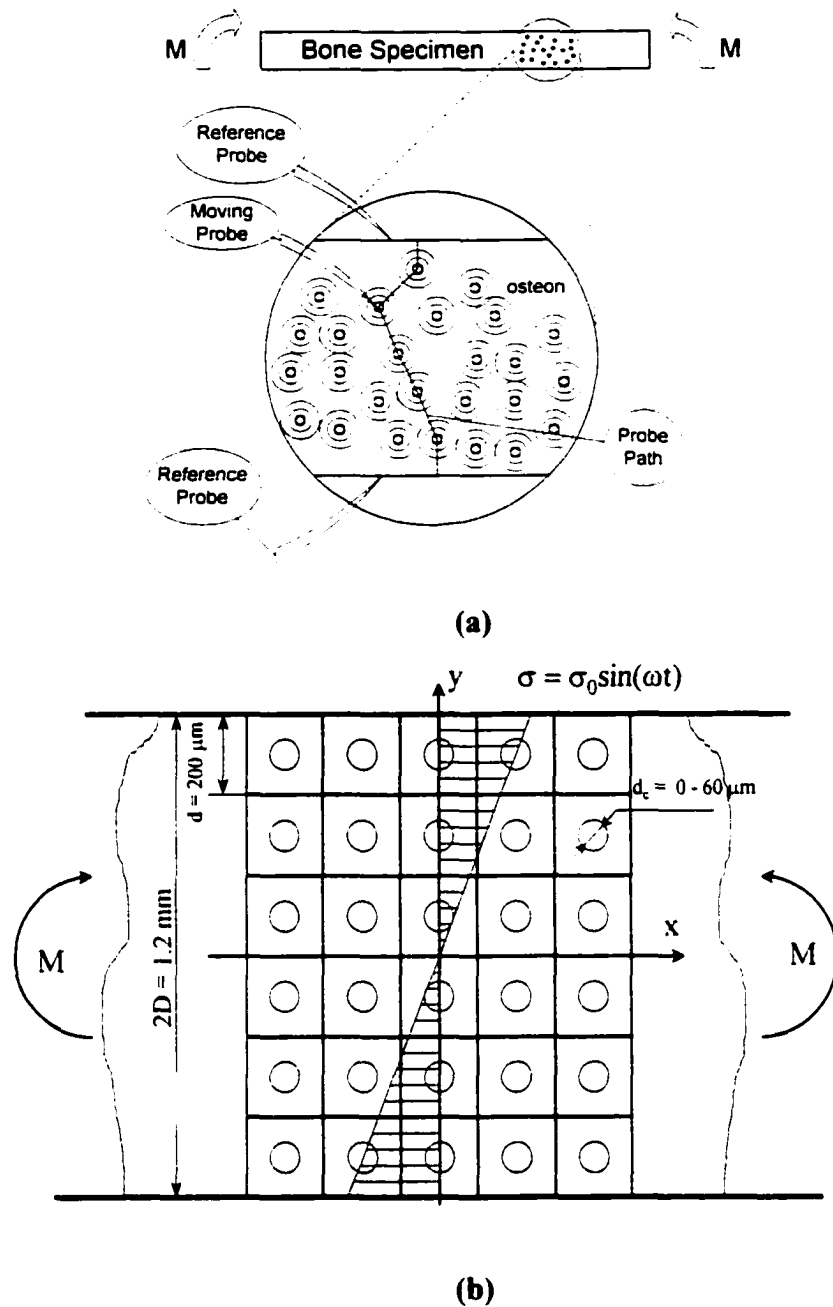 M
Bone Specimen
M
Reference
Probe
Moving
Probe
osteon
Reference
Probe
Probe
Path
(a)
y
σ = σ₀sin(ωt)
d = 200 μm
d꜀ = 0 - 60 μm
2D = 1.2 mm
x
M
M
(b)